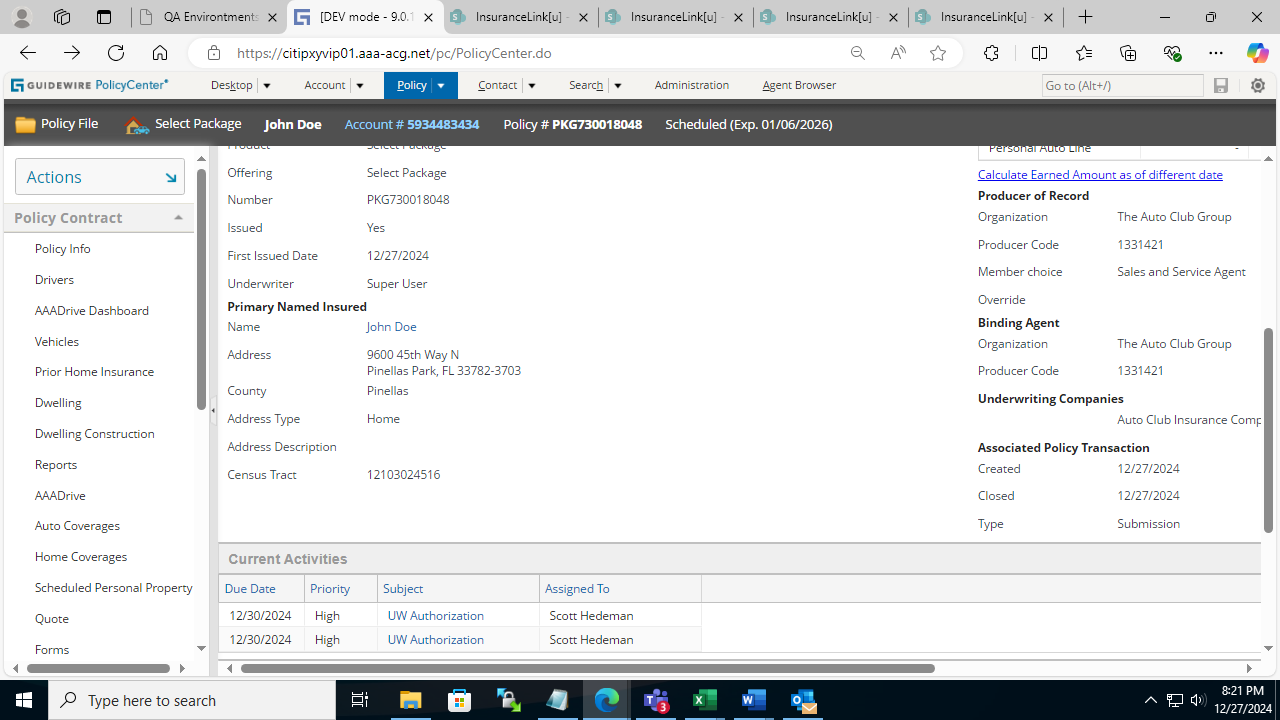 QA Environtments
[DEV mode - 9.0.1
InsuranceLink[u] -
InsuranceLink[u] -
InsuranceLink[u] -
InsuranceLink[u] -
https://citipxyvip01.aaa-acg.net/pc/PolicyCenter.do
GUIDEWIRE PolicyCenter®
Desktop
Account
Policy
Contact
Search
Administration
Agent Browser
Go to (Alt+/)
Policy File
Select Package
John Doe
Account # 5934483434
Policy # PKG730018048
Scheduled (Exp. 01/06/2026)
Actions
Policy Contract
Policy Info
Drivers
AAADrive Dashboard
Vehicles
Prior Home Insurance
Dwelling
Dwelling Construction
Reports
AAADrive
Auto Coverages
Home Coverages
Scheduled Personal Property
Quote
Forms
Product Select Package
Offering Select Package
Number PKG730018048
Issued Yes
First Issued Date 12/27/2024
Underwriter Super User
Primary Named Insured
Name John Doe
Address 9600 45th Way N
Pinellas Park, FL 33782-3703
County Pinellas
Address Type Home
Address Description
Census Tract 12103024516
Personal Auto Line -
Calculate Earned Amount as of different date
Producer of Record
Organization The Auto Club Group
Producer Code 1331421
Member choice Sales and Service Agent
Override
Binding Agent
Organization The Auto Club Group
Producer Code 1331421
Underwriting Companies
Auto Club Insurance Comp
Associated Policy Transaction
Created 12/27/2024
Closed 12/27/2024
Type Submission
Current Activities
Due Date Priority Subject Assigned To
12/30/2024 High UW Authorization Scott Hedeman
12/30/2024 High UW Authorization Scott Hedeman
Type here to search
3
8:21 PM
12/27/2024